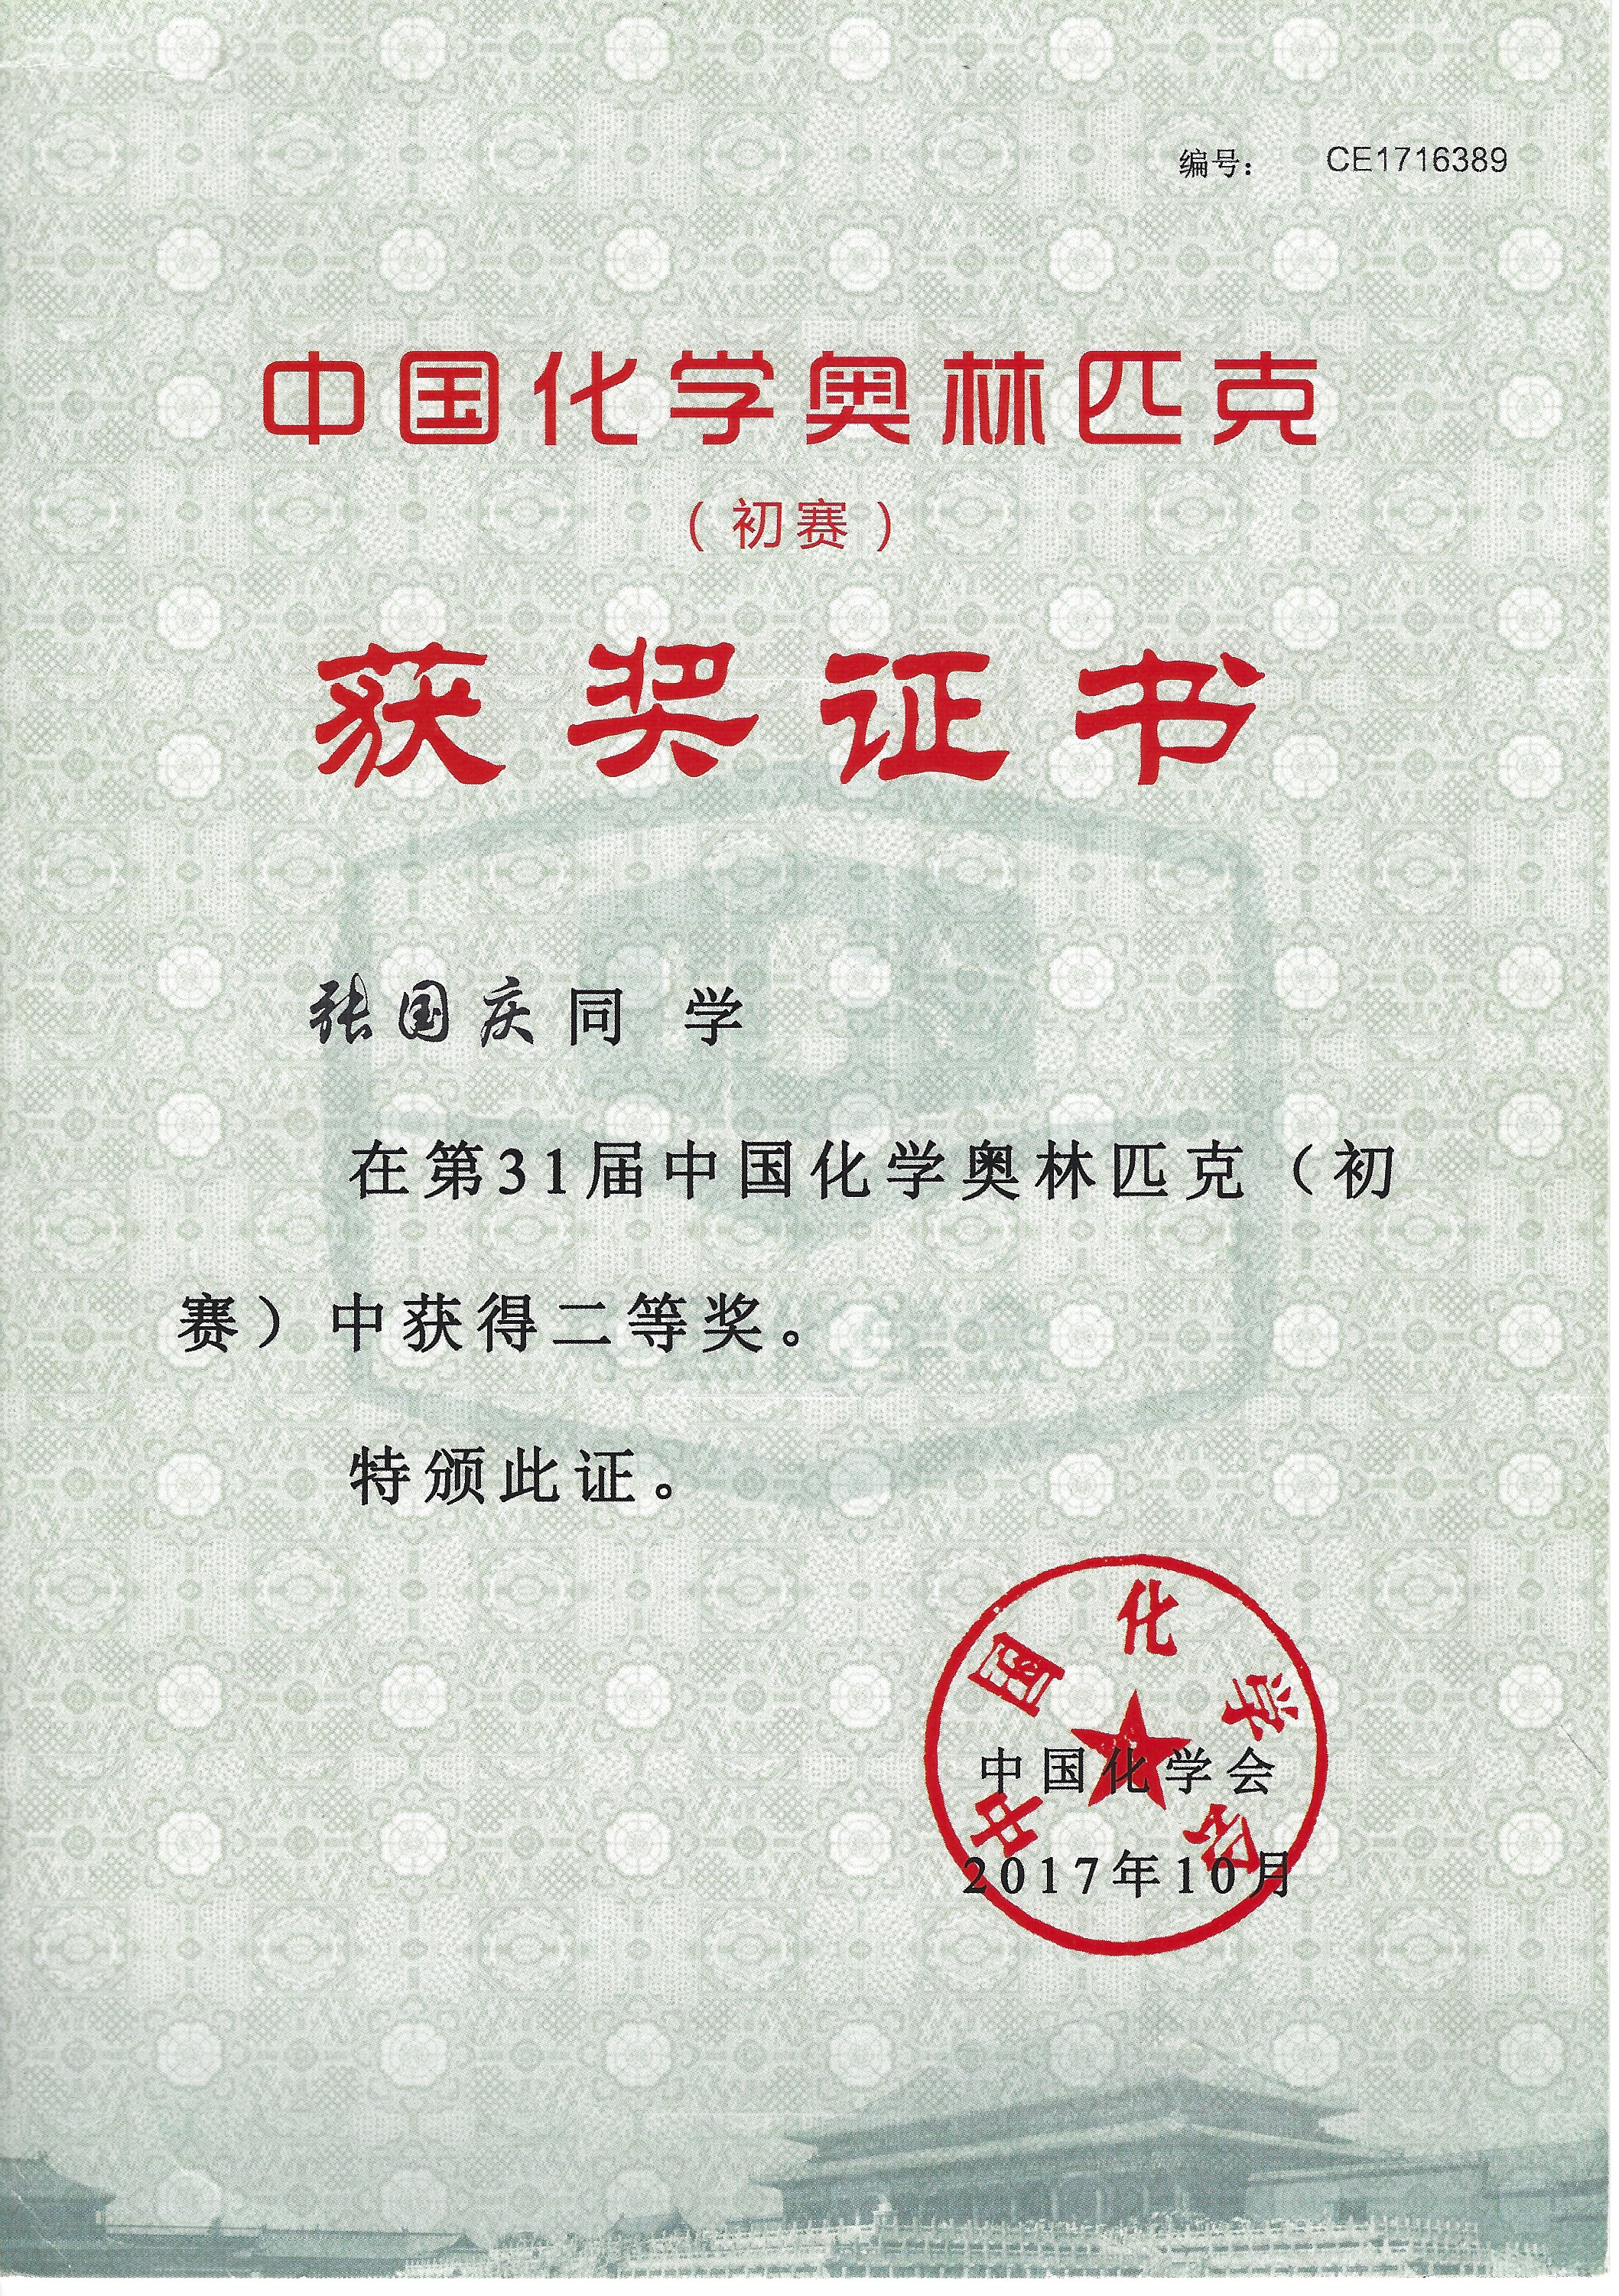 编号: CE1716389
中国化学奥林匹克
（初赛）
获奖证书
张国庆同学
在第31届中国化学奥林匹克（初
赛）中获得二等奖。
特颁此证。
中国化学会
中国化学会
2017年10月